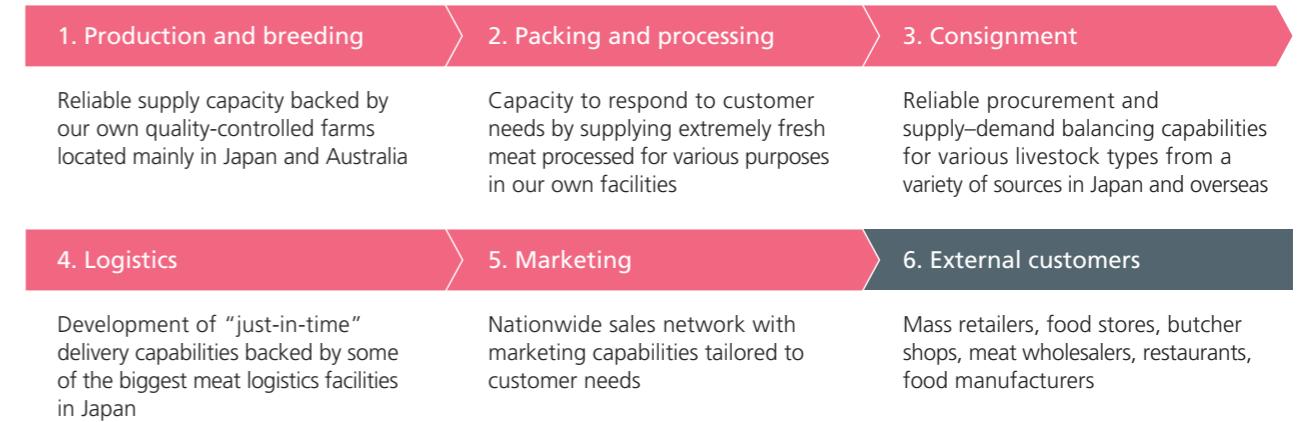 1. Production and breeding
Reliable supply capacity backed by
our own quality-controlled farms
located mainly in Japan and Australia
2. Packing and processing
Capacity to respond to customer
needs by supplying extremely fresh
meat processed for various purposes
in our own facilities
3. Consignment
Reliable procurement and
supply–demand balancing capabilities
for various livestock types from a
variety of sources in Japan and overseas
4. Logistics
Development of “just-in-time”
delivery capabilities backed by some
of the biggest meat logistics facilities
in Japan
5. Marketing
Nationwide sales network with
marketing capabilities tailored to
customer needs
6. External customers
Mass retailers, food stores, butcher
shops, meat wholesalers, restaurants,
food manufacturers